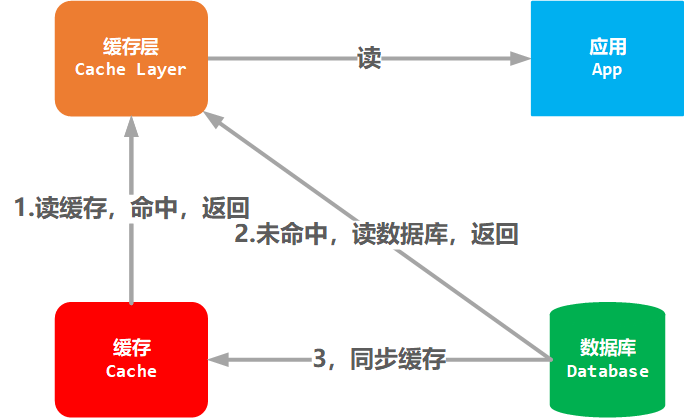 缓存层
Cache Layer
读
应用
App
1.读缓存，命中，返回
2.未命中，读数据库，返回
缓存
Cache
3，同步缓存
数据库
Database